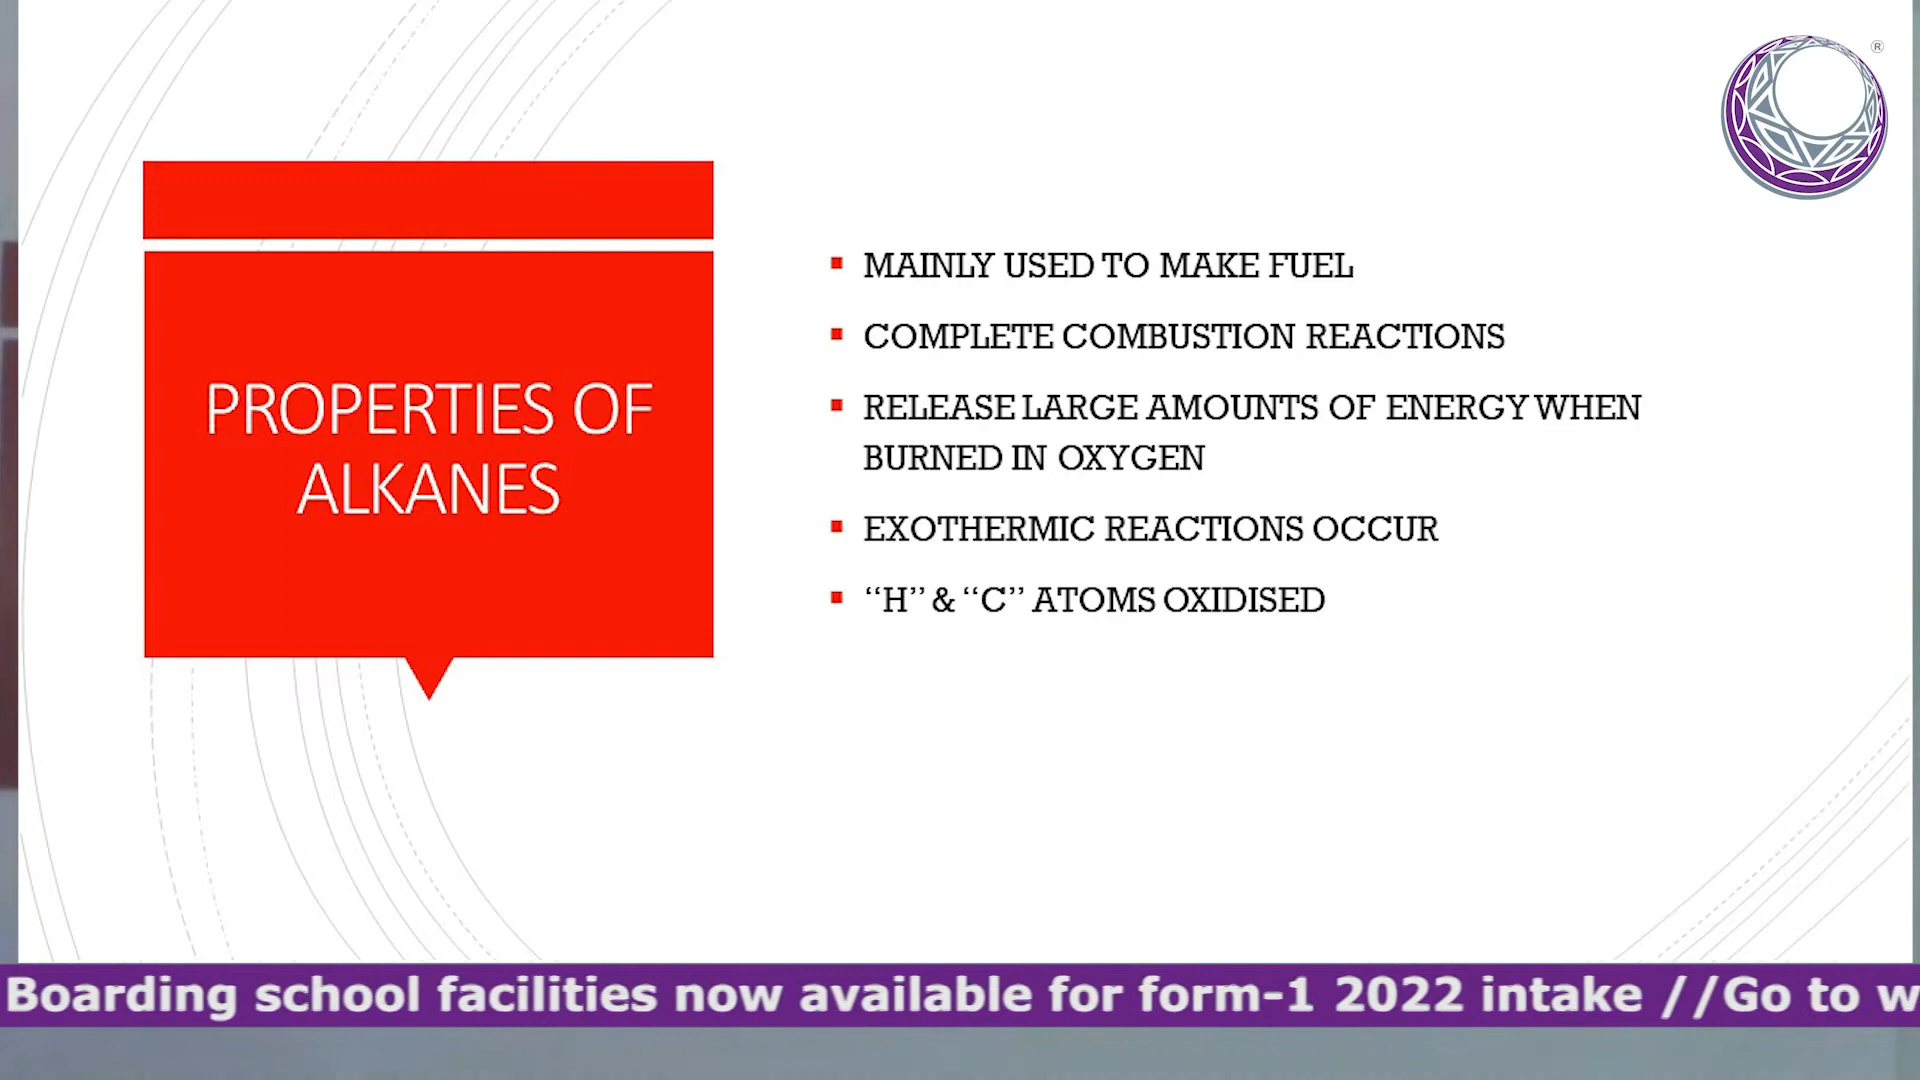 ®
PROPERTIES OF
ALKANES
MAINLY USED TO MAKE FUEL
COMPLETE COMBUSTION REACTIONS
RELEASE LARGE AMOUNTS OF ENERGY WHEN
BURNED IN OXYGEN
EXOTHERMIC REACTIONS OCCUR
“H” & “C” ATOMS OXIDISED
Boarding school facilities now available for form-1 2022 intake //Go to w